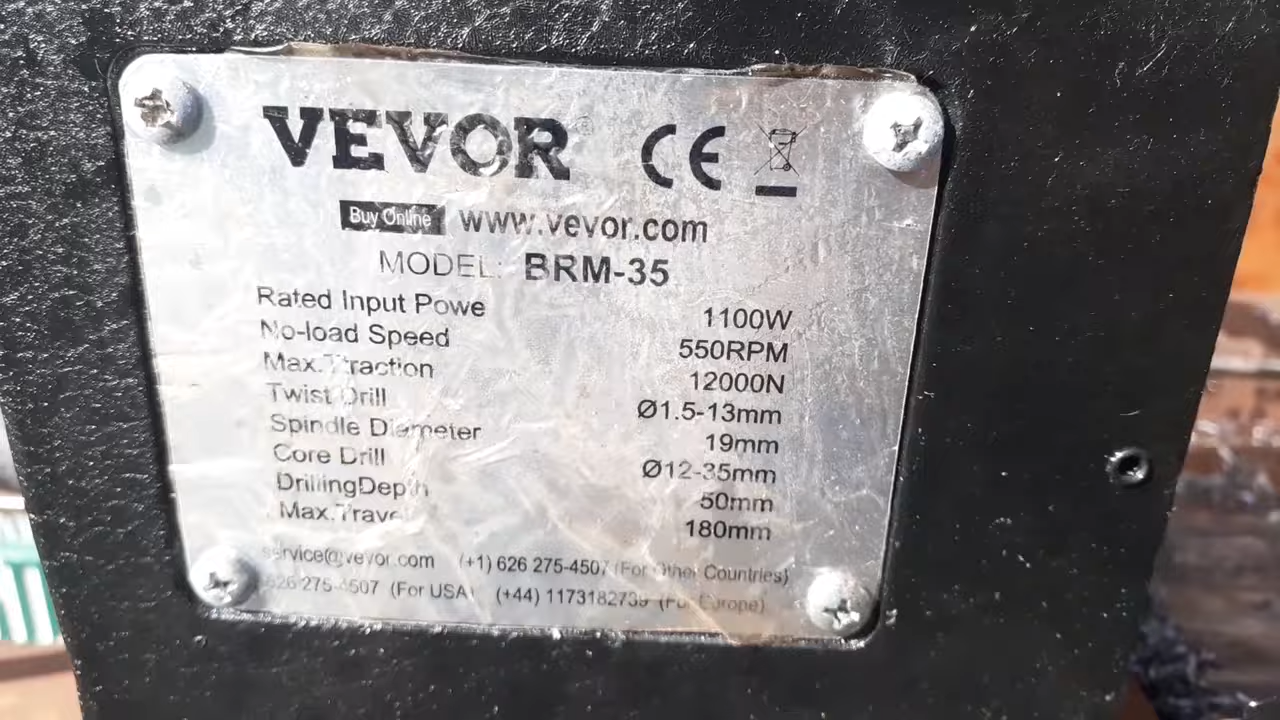 VEVOR CE
Buy Online www.vevor.com
MODEL: BRM-35
Rated Input Powe 1100W
No-load Speed 550RPM
Max.Traction 12000N
Twist Drill Ø1.5-13mm
Spindle Diameter 19mm
Core Drill Ø12-35mm
DrillingDepth 50mm
Max.Travel 180mm
service@vevor.com (+1) 626 275-4507 (For Other Countries)
626 275-4507 (For USA) (+44) 1173182739 (For Europe)